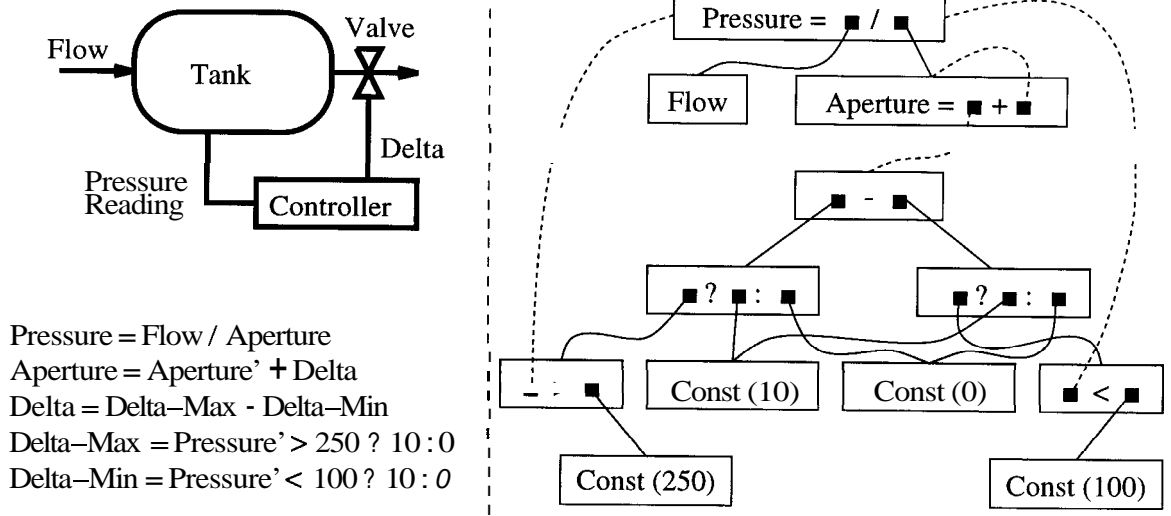 Flow
Tank
Valve
Delta
Pressure
Reading
Controller
Pressure = Flow / Aperture
Aperture = Aperture’ + Delta
Delta = Delta–Max - Delta–Min
Delta–Max = Pressure’ > 250 ? 10 : 0
Delta–Min = Pressure’ < 100 ? 10 : 0
Pressure = ■ / ■
Flow
Aperture = ■ + ■
■ - ■
■ ? ■ : ■
■ ? ■ : ■
■
Const (10)
Const (0)
■ < ■
Const (250)
Const (100)